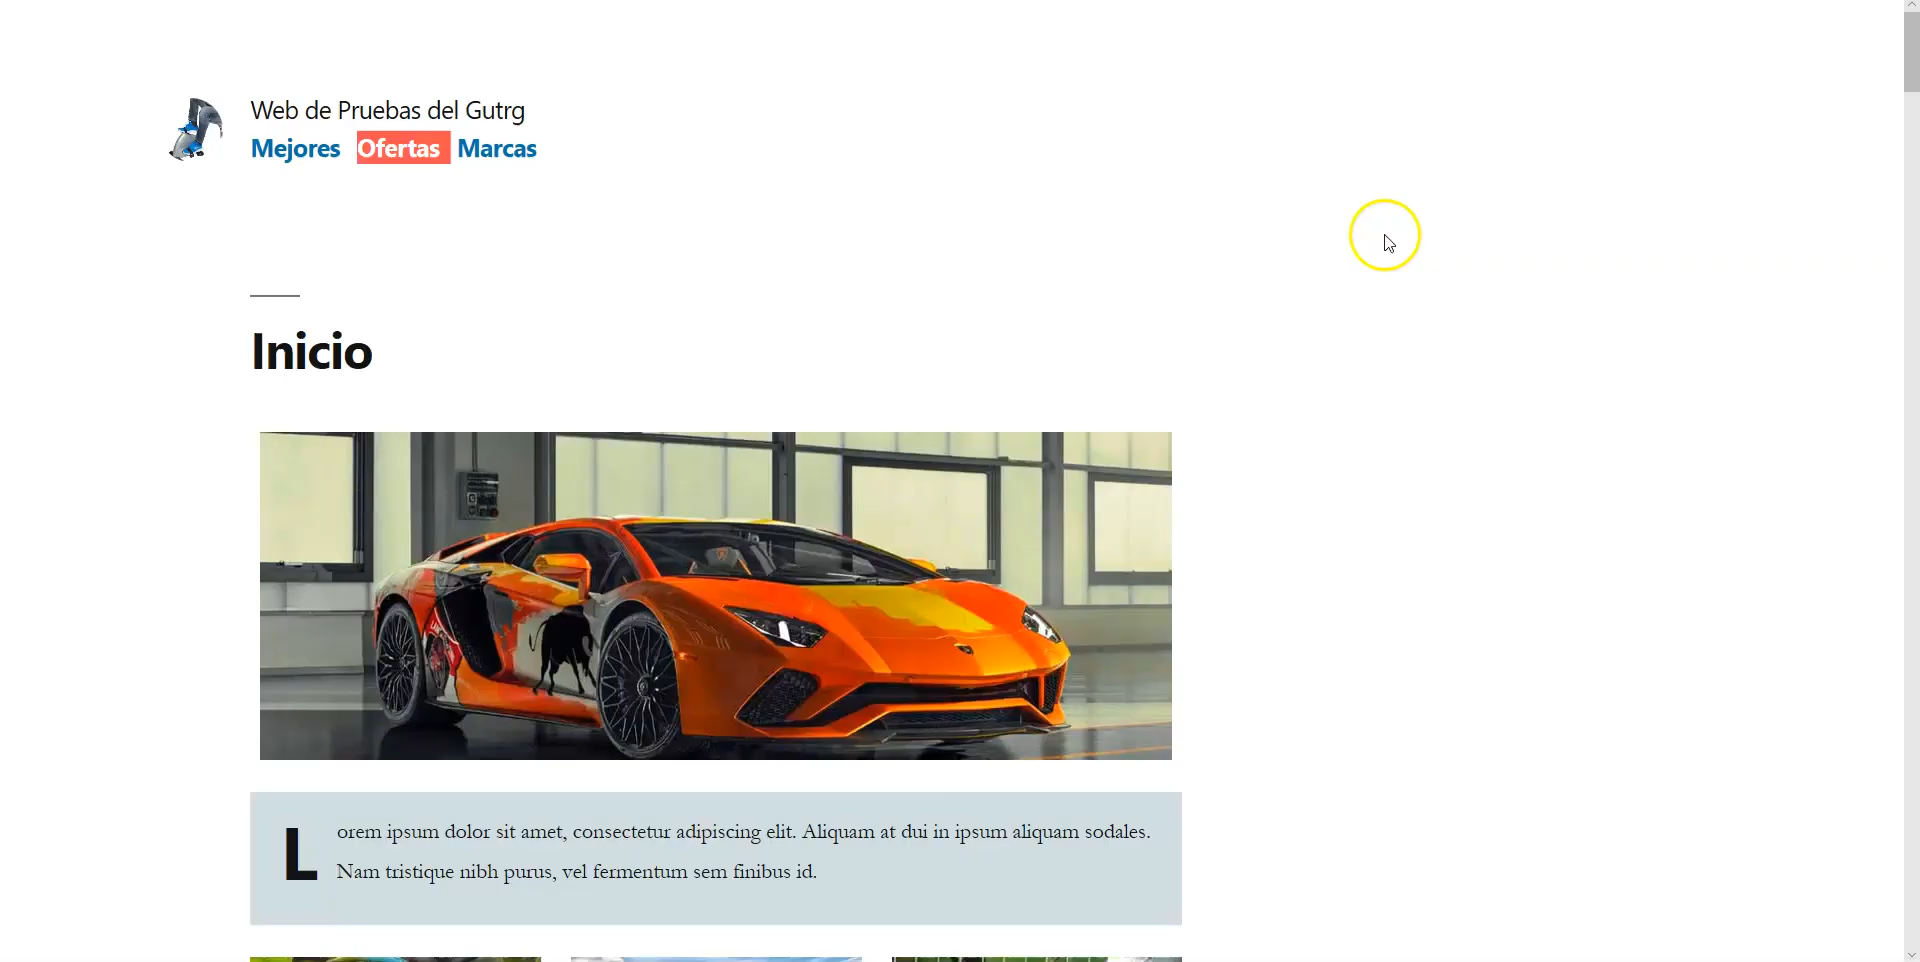 Web de Pruebas del Gutrg
Mejores Ofertas Marcas
Inicio
Lorem ipsum dolor sit amet, consectetur adipiscing elit. Aliquam at dui in ipsum aliquam sodales.
Nam tristique nibh purus, vel fermentum sem finibus id.